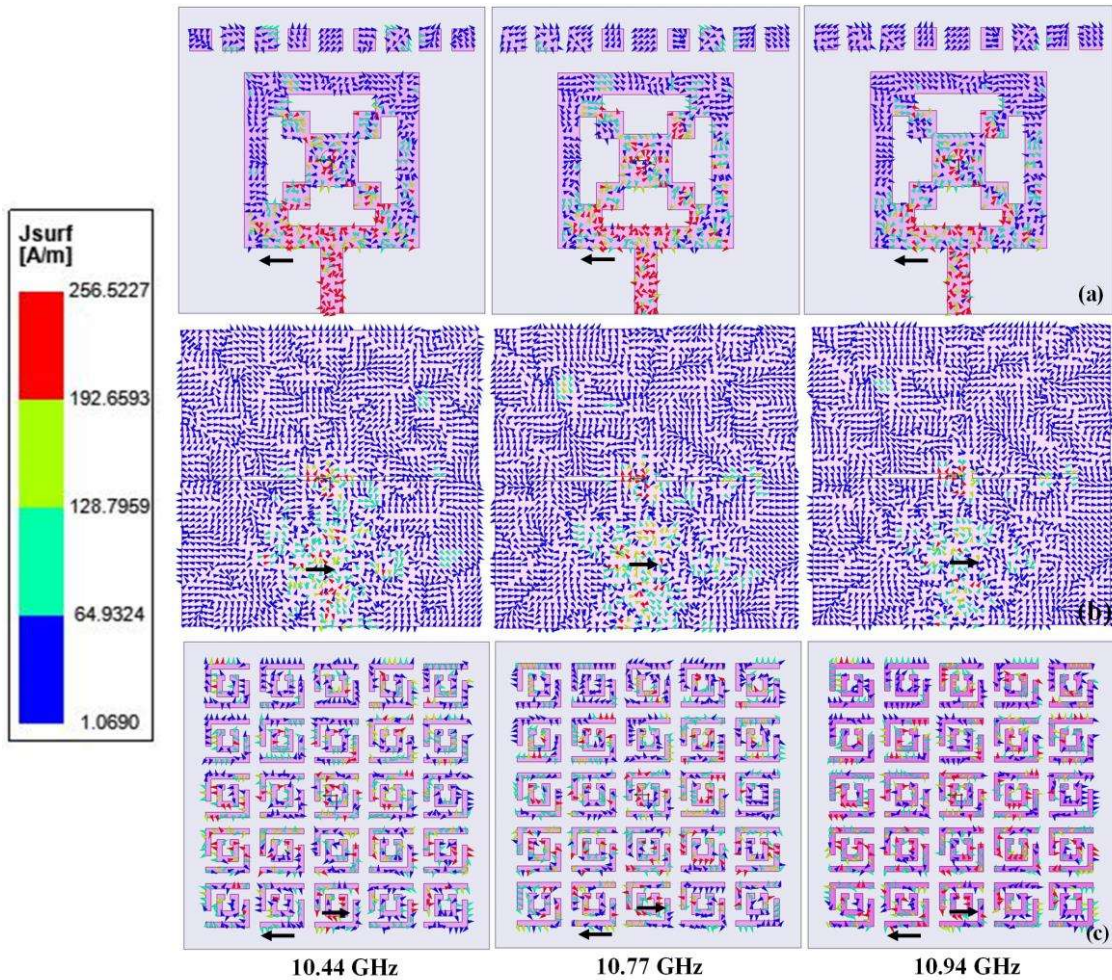 Jsurf
[A/m]
256.5227
192.6593
128.7959
64.9324
1.0690
(a)
(b)
(c)
10.44 GHz
10.77 GHz
10.94 GHz